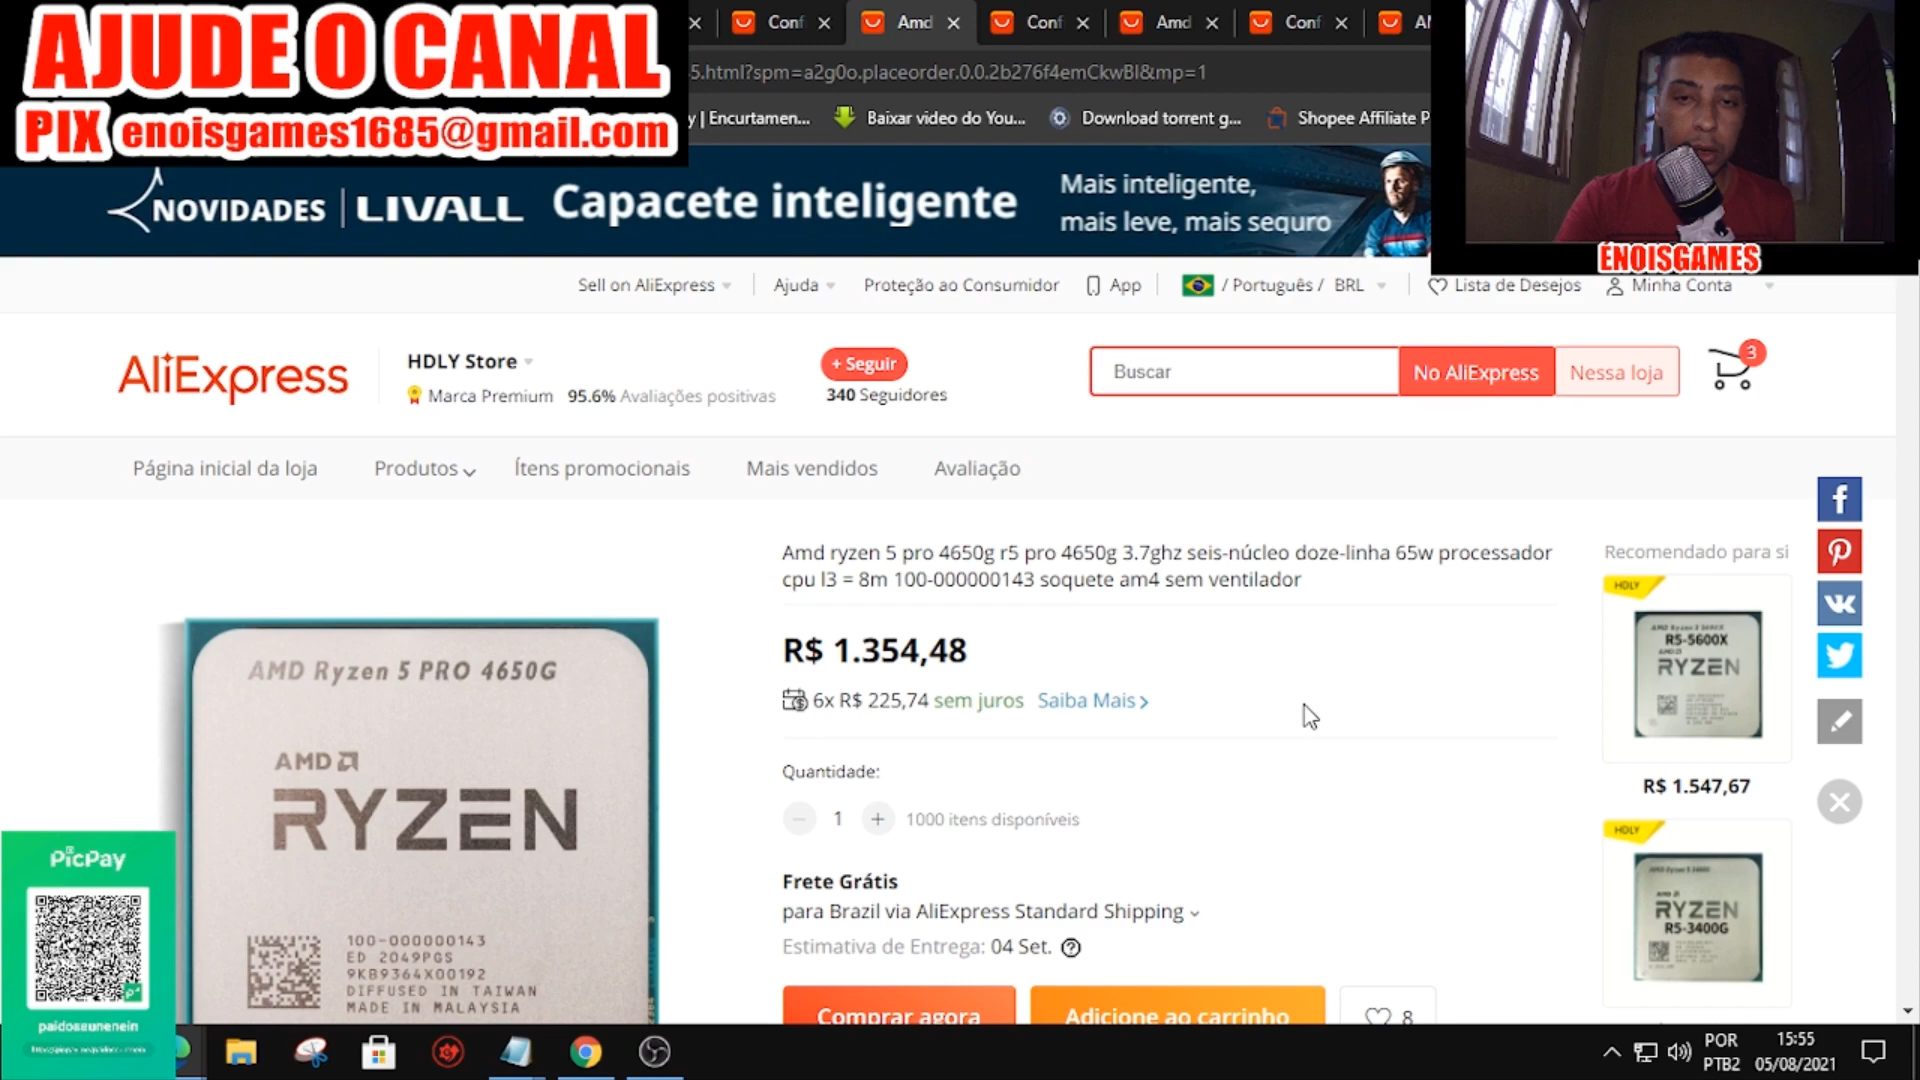 AJUDE O CANAL
PIX enoisgames1685@gmail.com
Conf
Amd
Conf
Amd
Conf
5.html?spm=a2g0o.placeorder.0.0.2b276f4emCkwBl&mp=1
y | Encurtamen...
Baixar video do You...
Download torrent g...
Shopee Affiliate P
NOVIDADES | LIVALL
Capacete inteligente
Mais inteligente,
mais leve, mais seguro
ENOISGAMES
Sell on AliExpress
Ajuda
Proteção ao Consumidor
App
/ Português / BRL
Lista de Desejos
Minha Conta
AliExpress
HDLY Store
Marca Premium 95.6% Avaliações positivas
+ Seguir
340 Seguidores
Buscar
No AliExpress
Nessa loja
3
Página inicial da loja
Produtos
Ítens promocionais
Mais vendidos
Avaliação
Amd ryzen 5 pro 4650g r5 pro 4650g 3.7ghz seis-núcleo doze-linha 65w processador
cpu l3 = 8m 100-000000143 soquete am4 sem ventilador
R$ 1.354,48
6x R$ 225,74 sem juros Saiba Mais
Quantidade:
1
1000 itens disponíveis
Frete Grátis
para Brazil via AliExpress Standard Shipping
Estimativa de Entrega: 04 Set.
Comprar agora
Adicione ao carrinho
8
AMD Ryzen 5 PRO 4650G
AMD
RYZEN
100-000000143
ED 2049PGS
9KB9364X00192
DIFFUSED IN TAIWAN
MADE IN MALAYSIA
Recomendado para si
HDLY
R5-5600X
AMD
RYZEN
R$ 1.547,67
HDLY
AMD
RYZEN
R5-3400G
PicPay
paidosaunenein
POR
PTB2
15:55
05/08/2021